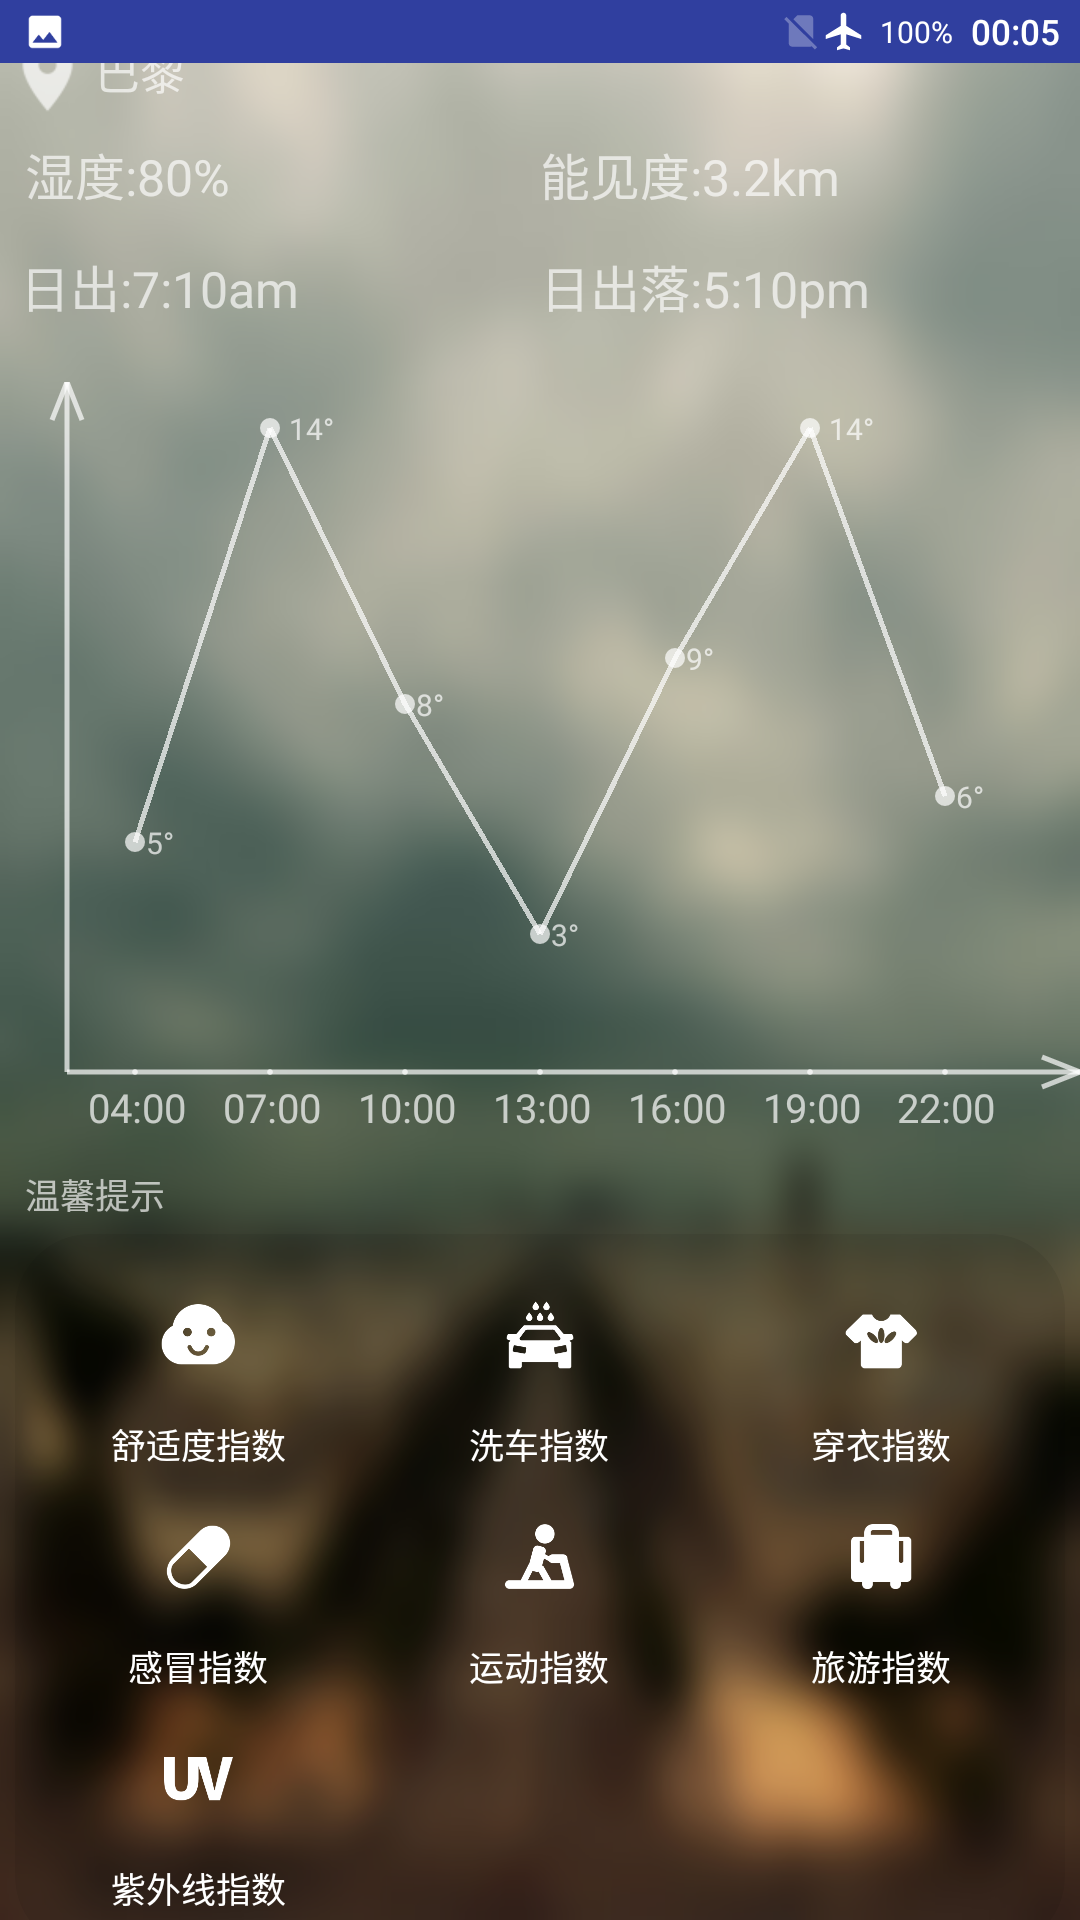 100% 00:05
巴黎
湿度:80% 能见度:3.2km
日出:7:10am 日出落:5:10pm
14° 14°
9°
8°
6°
5°
3°
04:00 07:00 10:00 13:00 16:00 19:00 22:00
温馨提示
舒适度指数 洗车指数 穿衣指数
感冒指数 运动指数 旅游指数
UV
紫外线指数